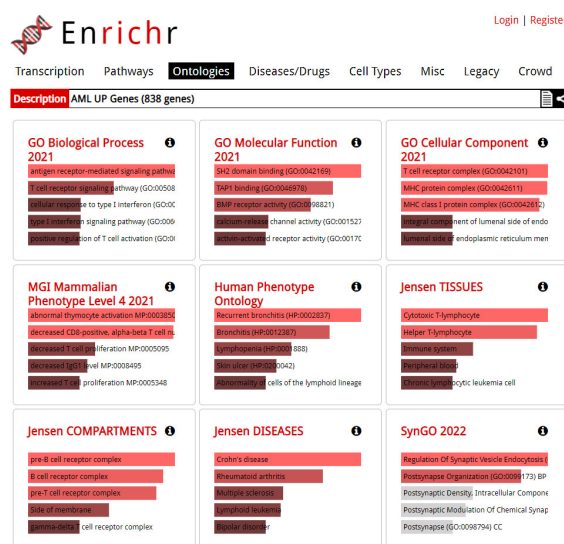 Enrichr
Login | Registe
Transcription Pathways Ontologies Diseases/Drugs Cell Types Misc Legacy Crowd
Description AML UP Genes (838 genes)
GO Biological Process 2021
antigen receptor-mediated signaling pathwa
T cell receptor signaling pathway (GO:00508
cellular response to type I interferon (GO:00
type I interferon signaling pathway (GO:006
positive regulation of T cell activation (GO:00
GO Molecular Function 2021
SH2 domain binding (GO:0042169)
TAP1 binding (GO:0046978)
BMP receptor activity (GO:0098821)
calcium-release channel activity (GO:001527
activin-activated receptor activity (GO:0017
GO Cellular Component 2021
T cell receptor complex (GO:0042101)
MHC protein complex (GO:0042611)
MHC class I protein complex (GO:0042612)
integral component of lumenal side of endo
lumenal side of endoplasmic reticulum mem
MGI Mammalian Phenotype Level 4 2021
abnormal thymocyte activation MP:0003850
decreased CD8-positive, alpha-beta T cell nu
decreased T cell proliferation MP:0005095
decreased IgG1 level MP:0008495
increased T cell proliferation MP:0005348
Human Phenotype Ontology
Recurrent bronchitis (HP:0002837)
Bronchitis (HP:0012387)
Lymphopenia (HP:0001888)
Skin ulcer (HP:0200042)
Abnormality of cells of the lymphoid lineage
Jensen TISSUES
Cytotoxic T-lymphocyte
Helper T-lymphocyte
Immune system
Peripheral blood
Chronic lymphocytic leukemia cell
Jensen COMPARTMENTS
pre-B cell receptor complex
B cell receptor complex
pre-T cell receptor complex
Side of membrane
gamma-delta T cell receptor complex
Jensen DISEASES
Crohn's disease
Rheumatoid arthritis
Multiple sclerosis
Lymphoid leukemia
Bipolar disorder
SynGO 2022
Regulation Of Synaptic Vesicle Endocytosis (
Postsynapse Organization (GO:0099173) BP
Postsynaptic Density, Intracellular Compone
Postsynaptic Modulation Of Chemical Synap
Postsynapse (GO:0098794) CC